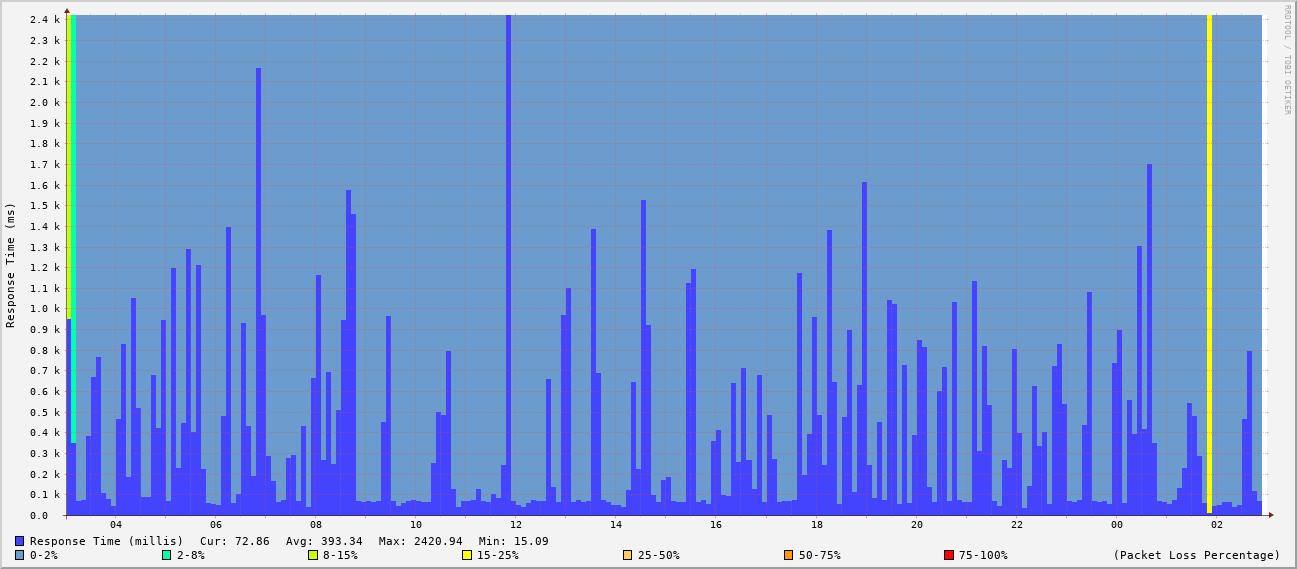 2.4 k
2.3 k
2.2 k
2.1 k
2.0 k
1.9 k
1.8 k
1.7 k
1.6 k
1.5 k
1.4 k
1.3 k
1.2 k
1.1 k
1.0 k
0.9 k
0.8 k
0.7 k
0.6 k
0.5 k
0.4 k
0.3 k
0.2 k
0.1 k
0.0
Response Time (ms)
RRDTOOL / TOBI OETIKER
04 06 08 10 12 14 16 18 20 22 00 02
Response Time (millis) Cur: 72.86 Avg: 393.34 Max: 2420.94 Min: 15.09
0-2% 2-8% 8-15% 15-25% 25-50% 50-75% 75-100% (Packet Loss Percentage)